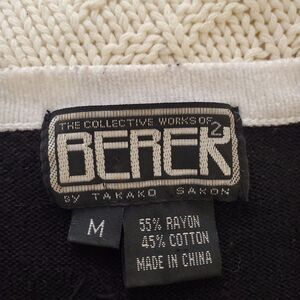 THE COLLECTIVE WORKS OF
BEREK 2
BY TAKAKO SAKON
M
55% RAYON
45% COTTON
MADE IN CHINA